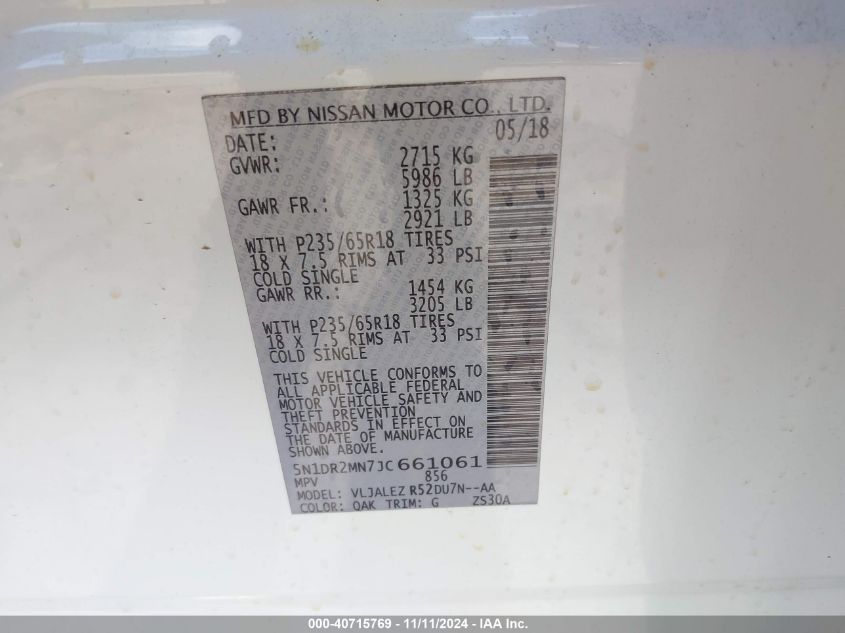 MFD BY NISSAN MOTOR CO., LTD.
DATE: 05/18
GVWR: 2715 KG
5986 LB
GAWR FR.: 1325 KG
2921 LB
WITH P235/65R18 TIRES
18 X 7.5 RIMS AT 33 PSI
COLD SINGLE
GAWR RR.: 1454 KG
3205 LB
WITH P235/65R18 TIRES
18 X 7.5 RIMS AT 33 PSI
COLD SINGLE
THIS VEHICLE CONFORMS TO
ALL APPLICABLE FEDERAL
MOTOR VEHICLE SAFETY AND
THEFT PREVENTION
STANDARDS IN EFFECT ON
THE DATE OF MANUFACTURE
SHOWN ABOVE.
5N1DR2MN7JC661061
MPV 856
MODEL: VLJALEZ R52DU7N--AA
COLOR: QAK TRIM: G ZS30A
000-40715769 - 11/11/2024 - IAA Inc.